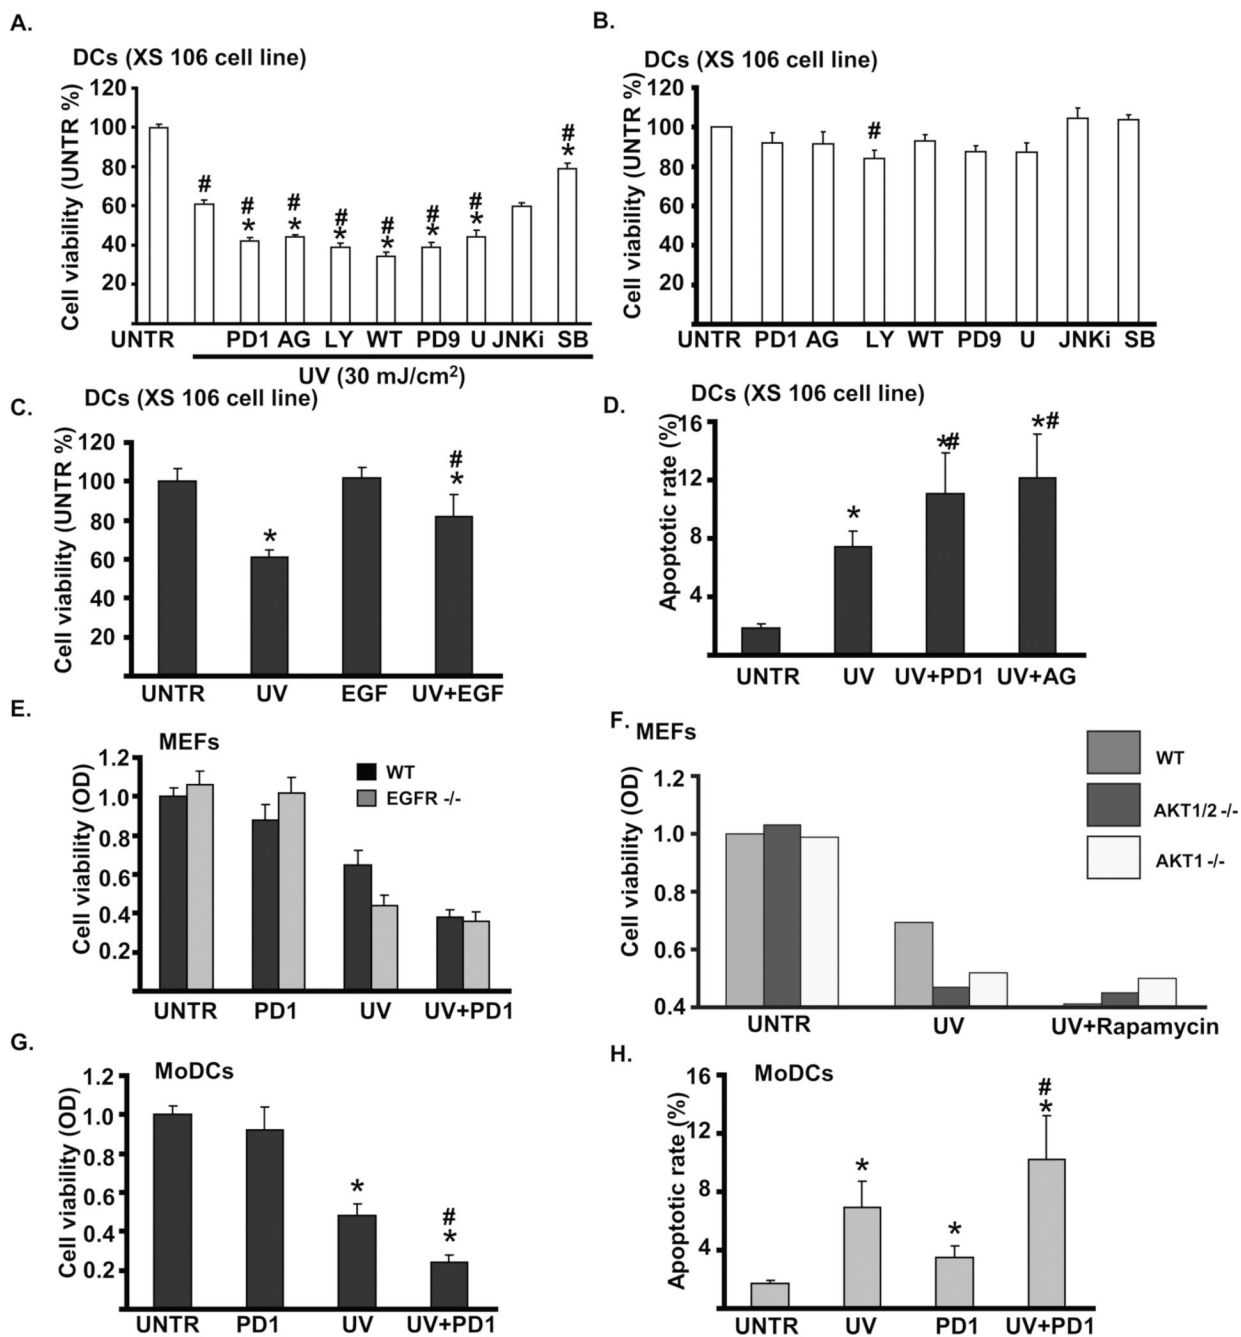 A.
DCs (XS 106 cell line)
Cell viability (UNTR %)
120
100
80
60
40
20
# # * # * # * # * # * # * # *
UNTR PD1 AG LY WT PD9 U JNKi SB
UV (30 mJ/cm²)
B.
DCs (XS 106 cell line)
Cell viability (UNTR %)
120
100
80
60
40
20
#
UNTR PD1 AG LY WT PD9 U JNKi SB
C.
DCs (XS 106 cell line)
Cell viability (UNTR %)
120
100
80
60
40
20
* # *
UNTR UV EGF UV+EGF
D.
DCs (XS 106 cell line)
Apoptotic rate (%)
16
12
8
4
* *# *#
UNTR UV UV+PD1 UV+AG
E.
MEFs
WT
EGFR -/-
Cell viability (OD)
1.2
1.0
0.8
0.6
0.4
0.2
UNTR PD1 UV UV+PD1
F.
MEFs
WT
AKT1/2 -/-
AKT1 -/-
Cell viability (OD)
1.2
1.0
0.8
0.6
0.4
UNTR UV UV+Rapamycin
G.
MoDCs
Cell viability (OD)
1.2
1.0
0.8
0.6
0.4
0.2
* # *
UNTR PD1 UV UV+PD1
H.
MoDCs
Apoptotic rate (%)
16
12
8
4
* * # *
UNTR UV PD1 UV+PD1